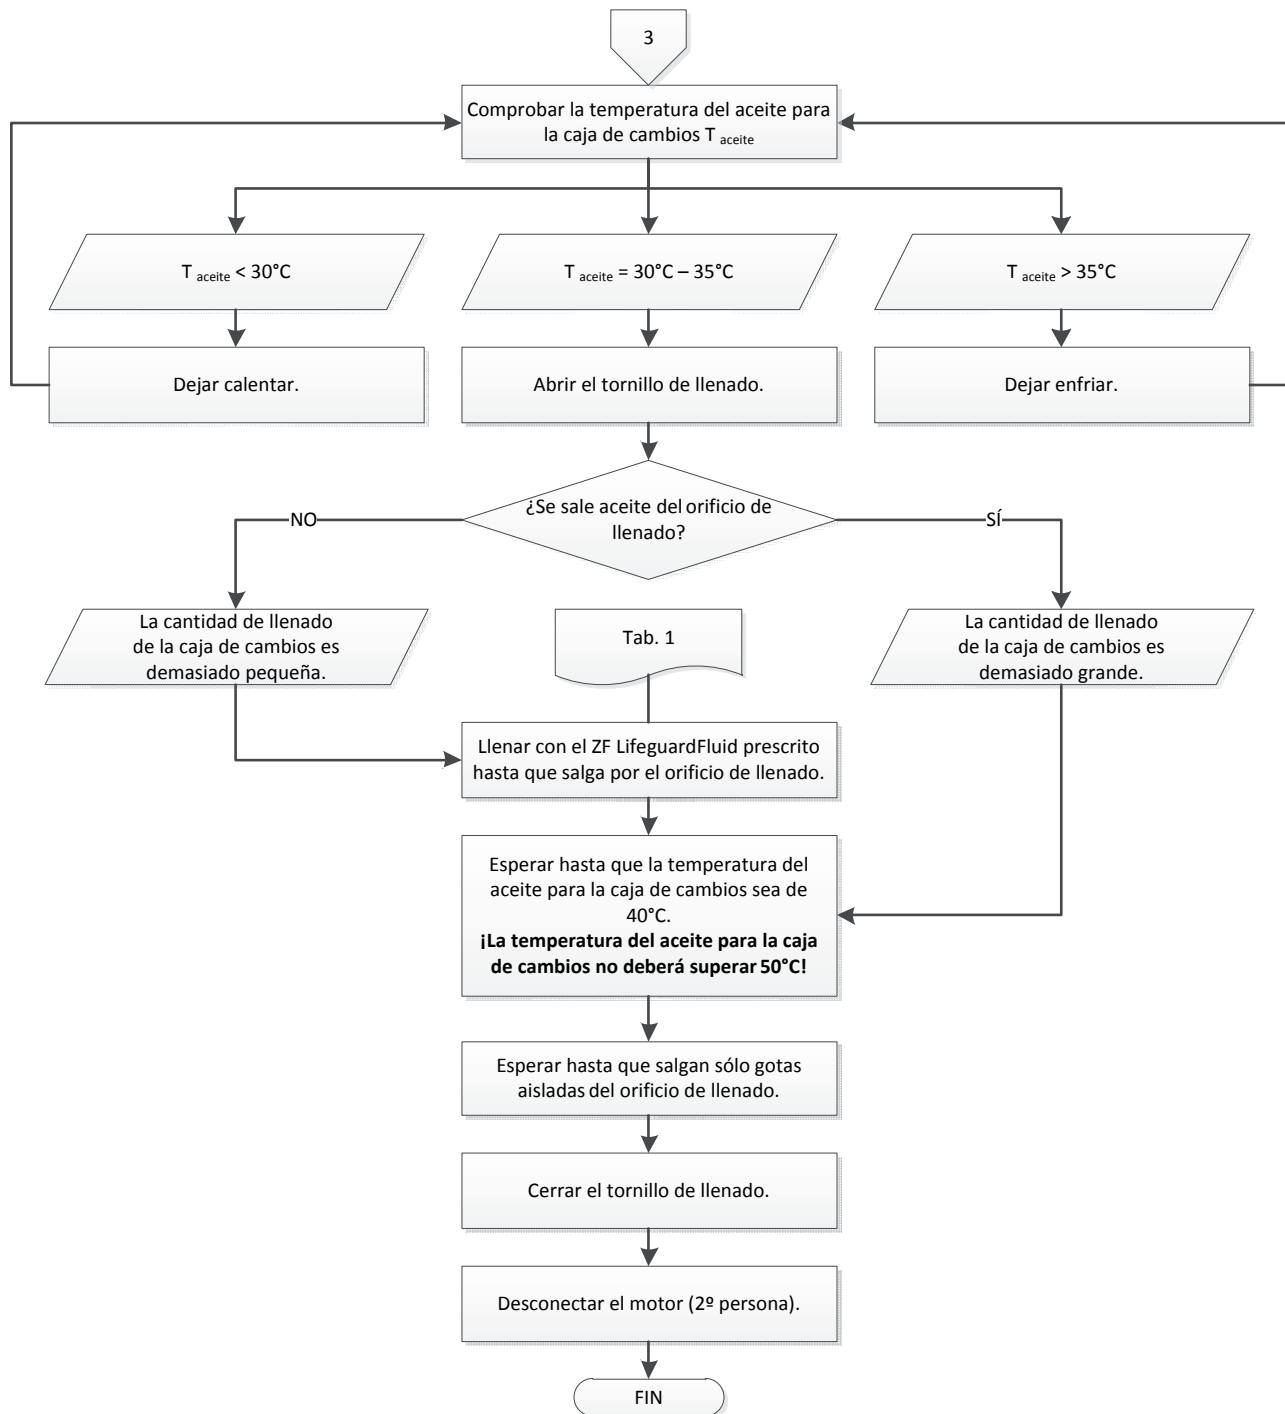 3
Comprobar la temperatura del aceite para
la caja de cambios T aceite
T aceite < 30°C
T aceite = 30°C – 35°C
T aceite > 35°C
Dejar calentar.
Abrir el tornillo de llenado.
Dejar enfriar.
¿Se sale aceite del orificio de
llenado?
NO
SÍ
La cantidad de llenado
de la caja de cambios es
demasiado pequeña.
Tab. 1
La cantidad de llenado
de la caja de cambios es
demasiado grande.
Llenar con el ZF LifeguardFluid prescrito
hasta que salga por el orificio de llenado.
Esperar hasta que la temperatura del
aceite para la caja de cambios sea de
40°C.
¡La temperatura del aceite para la caja
de cambios no deberá superar 50°C!
Esperar hasta que salgan sólo gotas
aisladas del orificio de llenado.
Cerrar el tornillo de llenado.
Desconectar el motor (2º persona).
FIN